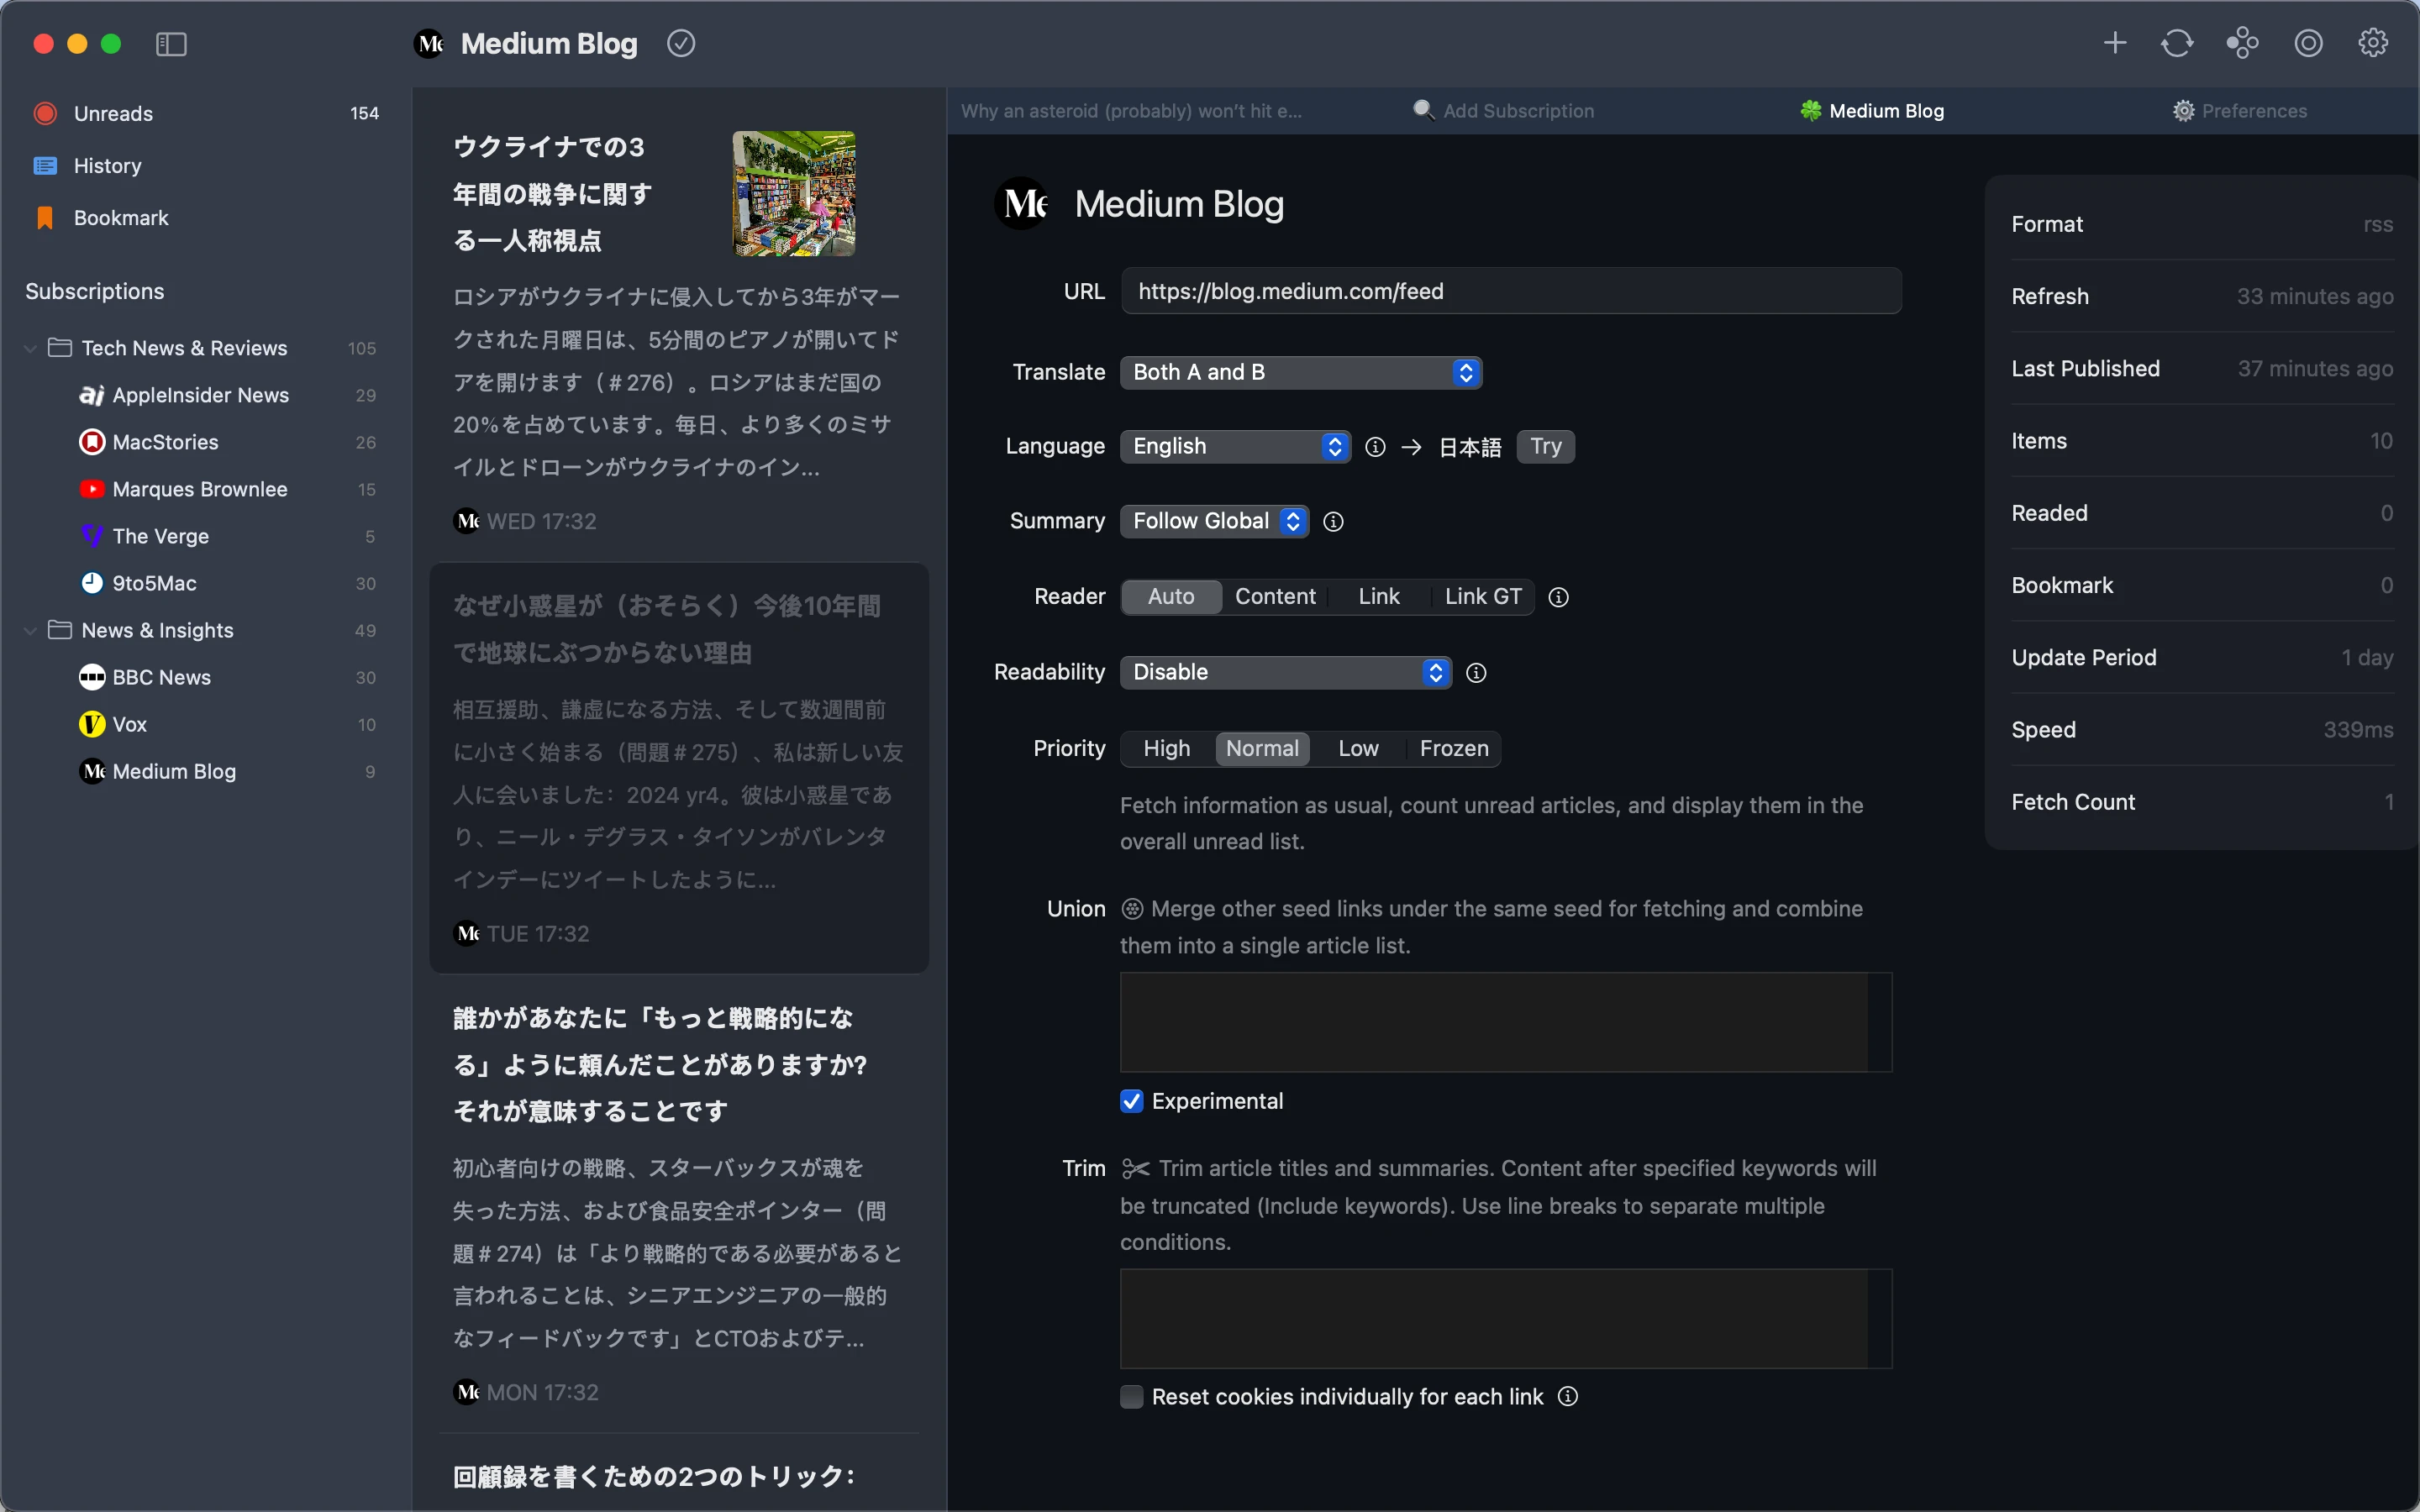 Medium Blog
Unreads 154
History
Bookmark
Subscriptions
Tech News & Reviews 105
AppleInsider News 29
MacStories 26
Marques Brownlee 15
The Verge 5
9to5Mac 30
News & Insights 49
BBC News 30
Vox 10
Medium Blog 9
ウクライナでの3
年間の戦争に関す
る一人称視点
ロシアがウクライナに侵入してから3年がマー
クされた月曜日は、5分間のピアノが開いてド
アを開けます（＃276）。ロシアはまだ国の
20%を占めています。毎日、より多くのミサ
イルとドローンがウクライナのイン...
WED 17:32
なぜ小惑星が（おそらく）今後10年間
で地球にぶつからない理由
相互援助、謙虚になる方法、そして数週間前
に小さく始まる（問題＃275）、私は新しい友
人に会いました：2024 yr4。彼は小惑星であ
り、ニール・デグラス・タイソンがバレンタ
インデーにツイートしたように...
TUE 17:32
誰かがあなたに「もっと戦略的にな
る」ように頼んだことがありますか?
それが意味することです
初心者向けの戦略、スターバックスが魂を
失った方法、および食品安全ポインター（問
題＃274）は「より戦略的である必要があると
言われることは、シニアエンジニアの一般的
なフィードバックです」とCTOおよびテ...
MON 17:32
回顧録を書くための2つのトリック：
Why an asteroid (probably) won't hit e...
Add Subscription
Medium Blog
Preferences
Medium Blog
URL https://blog.medium.com/feed
Translate Both A and B
Language English → 日本語 Try
Summary Follow Global
Reader Auto Content Link Link GT
Readability Disable
Priority High Normal Low Frozen
Fetch information as usual, count unread articles, and display them in the
overall unread list.
Union Merge other seed links under the same seed for fetching and combine
them into a single article list.
Experimental
Trim Trim article titles and summaries. Content after specified keywords will
be truncated (Include keywords). Use line breaks to separate multiple
conditions.
Reset cookies individually for each link
Format rss
Refresh 33 minutes ago
Last Published 37 minutes ago
Items 10
Readed 0
Bookmark 0
Update Period 1 day
Speed 339ms
Fetch Count 1